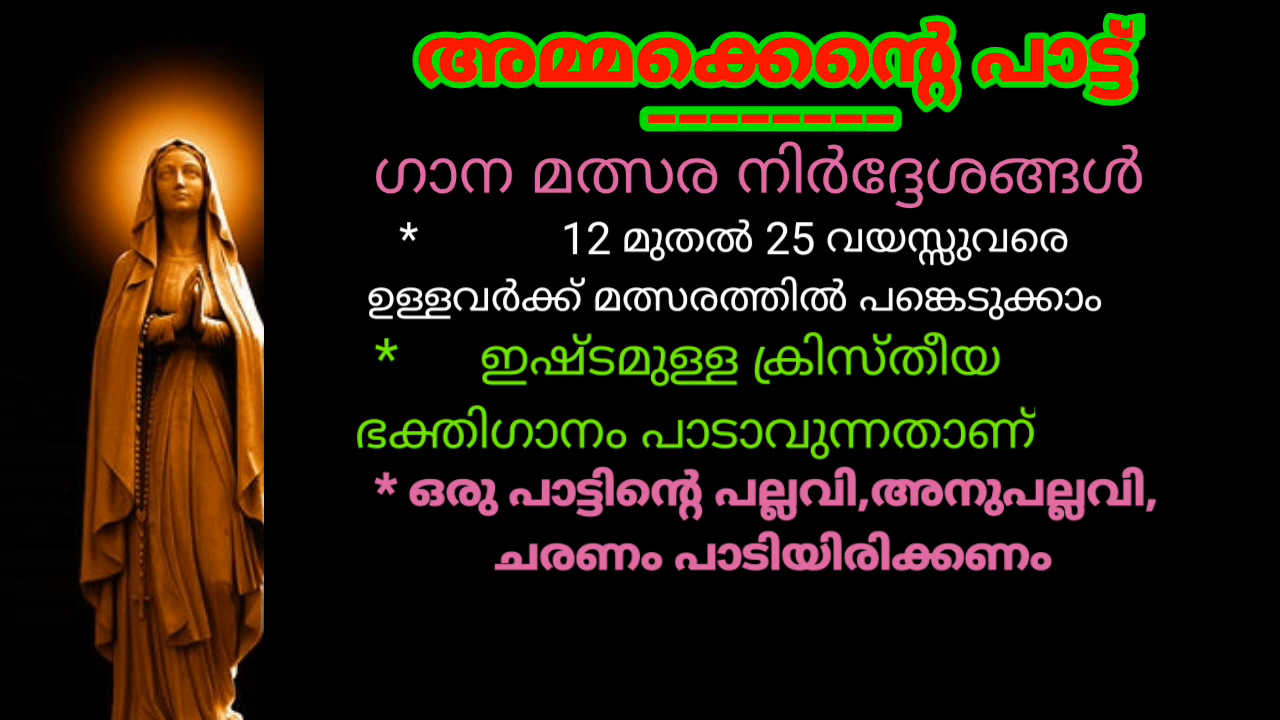 അമ്മക്കെന്റെ പാട്ട്
---------
ഗാന മത്സര നിർദ്ദേശങ്ങൾ
* 12 മുതൽ 25 വയസ്സുവരെ
ഉള്ളവർക്ക് മത്സരത്തിൽ പങ്കെടുക്കാം
* ഇഷ്ടമുള്ള ക്രിസ്തീയ
ഭക്തിഗാനം പാടാവുന്നതാണ്
* ഒരു പാട്ടിന്റെ പല്ലവി,അനുപല്ലവി,
ചരണം പാടിയിരിക്കണം